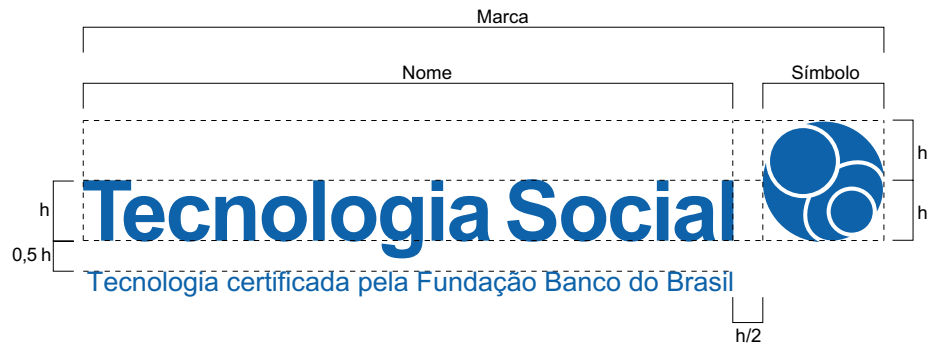 Marca
Nome Símbolo
h
h h
Tecnologia Social
0,5 h
Tecnologia certificada pela Fundação Banco do Brasil
h/2